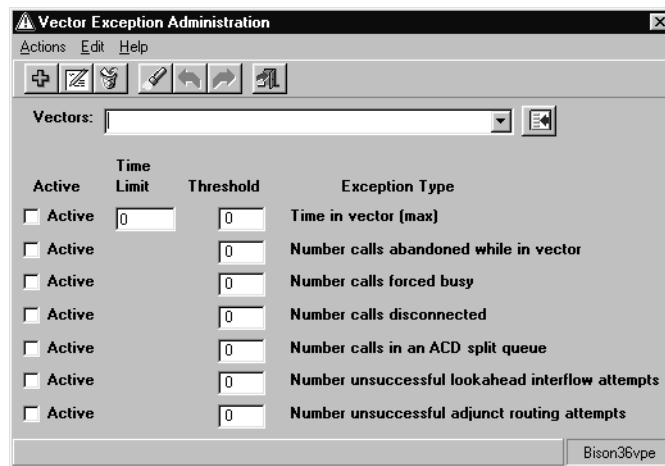 Vector Exception Administration
Actions Edit Help
Vectors:
Time
Active Limit Threshold Exception Type
Active 0 0 Time in vector (max)
Active 0 Number calls abandoned while in vector
Active 0 Number calls forced busy
Active 0 Number calls disconnected
Active 0 Number calls in an ACD split queue
Active 0 Number unsuccessful lookahead interflow attempts
Active 0 Number unsuccessful adjunct routing attempts
Bison36vpe